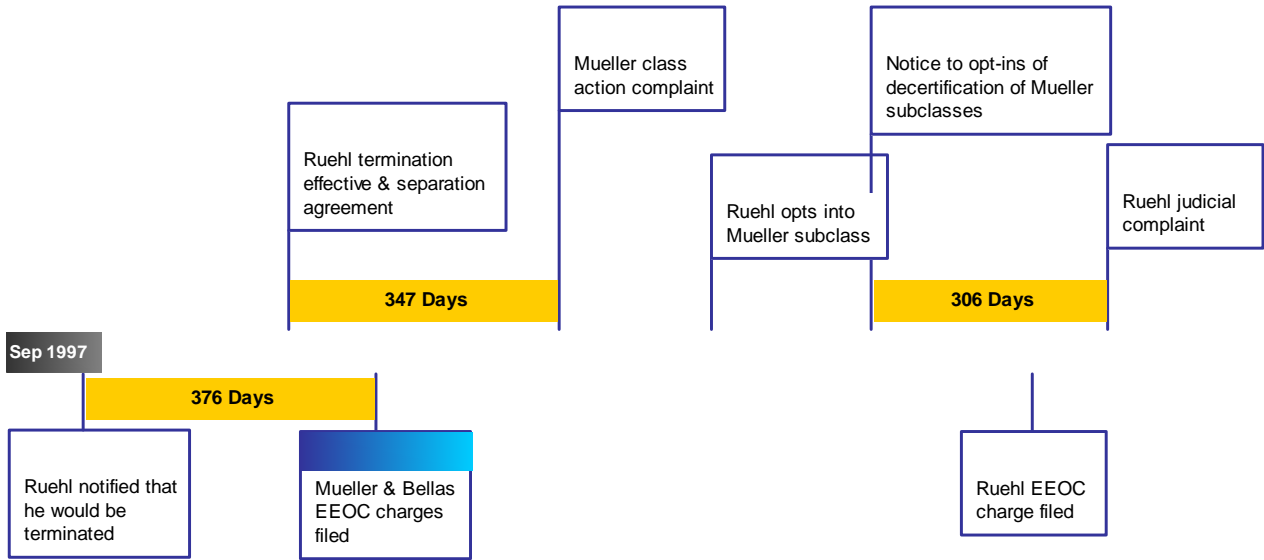 Mueller class
action complaint
Notice to opt-ins of
decertification of Mueller
subclasses
Ruehl termination
effective & separation
agreement
Ruehl opts into
Mueller subclass
Ruehl judicial
complaint
347 Days
306 Days
Sep 1997
376 Days
Ruehl notified that
he would be
terminated
Mueller & Bellas
EEOC charges
filed
Ruehl EEOC
charge filed